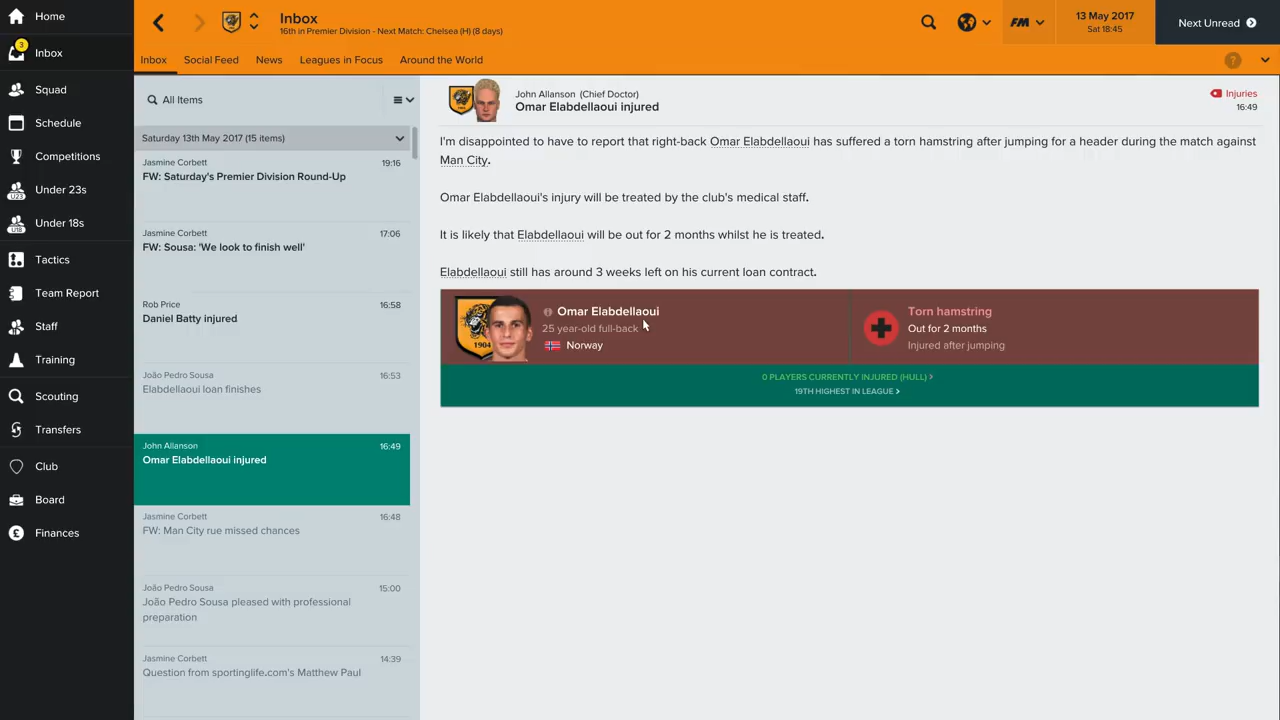 Home
3
Inbox
Squad
Schedule
Competitions
U23
Under 23s
U18
Under 18s
Tactics
Team Report
Staff
Training
Scouting
Transfers
Club
Board
£
Finances
Inbox
16th in Premier Division - Next Match: Chelsea (H) (8 days)
FM
13 May 2017
Sat 18:45
Next Unread
Inbox
Social Feed
News
Leagues in Focus
Around the World
?
All Items
Saturday 13th May 2017 (15 items)
Jasmine Corbett 19:16
FW: Saturday's Premier Division Round-Up
Jasmine Corbett 17:06
FW: Sousa: 'We look to finish well'
Rob Price 16:58
Daniel Batty injured
João Pedro Sousa 16:53
Elabdellaoui loan finishes
John Allanson 16:49
Omar Elabdellaoui injured
Jasmine Corbett 16:48
FW: Man City rue missed chances
João Pedro Sousa 15:00
João Pedro Sousa pleased with professional
preparation
Jasmine Corbett 14:39
Question from sportinglife.com's Matthew Paul
John Allanson (Chief Doctor)
Omar Elabdellaoui injured
Injuries
16:49
I'm disappointed to have to report that right-back Omar Elabdellaoui has suffered a torn hamstring after jumping for a header during the match against
Man City.
Omar Elabdellaoui's injury will be treated by the club's medical staff.
It is likely that Elabdellaoui will be out for 2 months whilst he is treated.
Elabdellaoui still has around 3 weeks left on his current loan contract.
1904
Omar Elabdellaoui
25 year-old full-back
Norway
Torn hamstring
Out for 2 months
Injured after jumping
0 PLAYERS CURRENTLY INJURED (HULL) >
19TH HIGHEST IN LEAGUE >